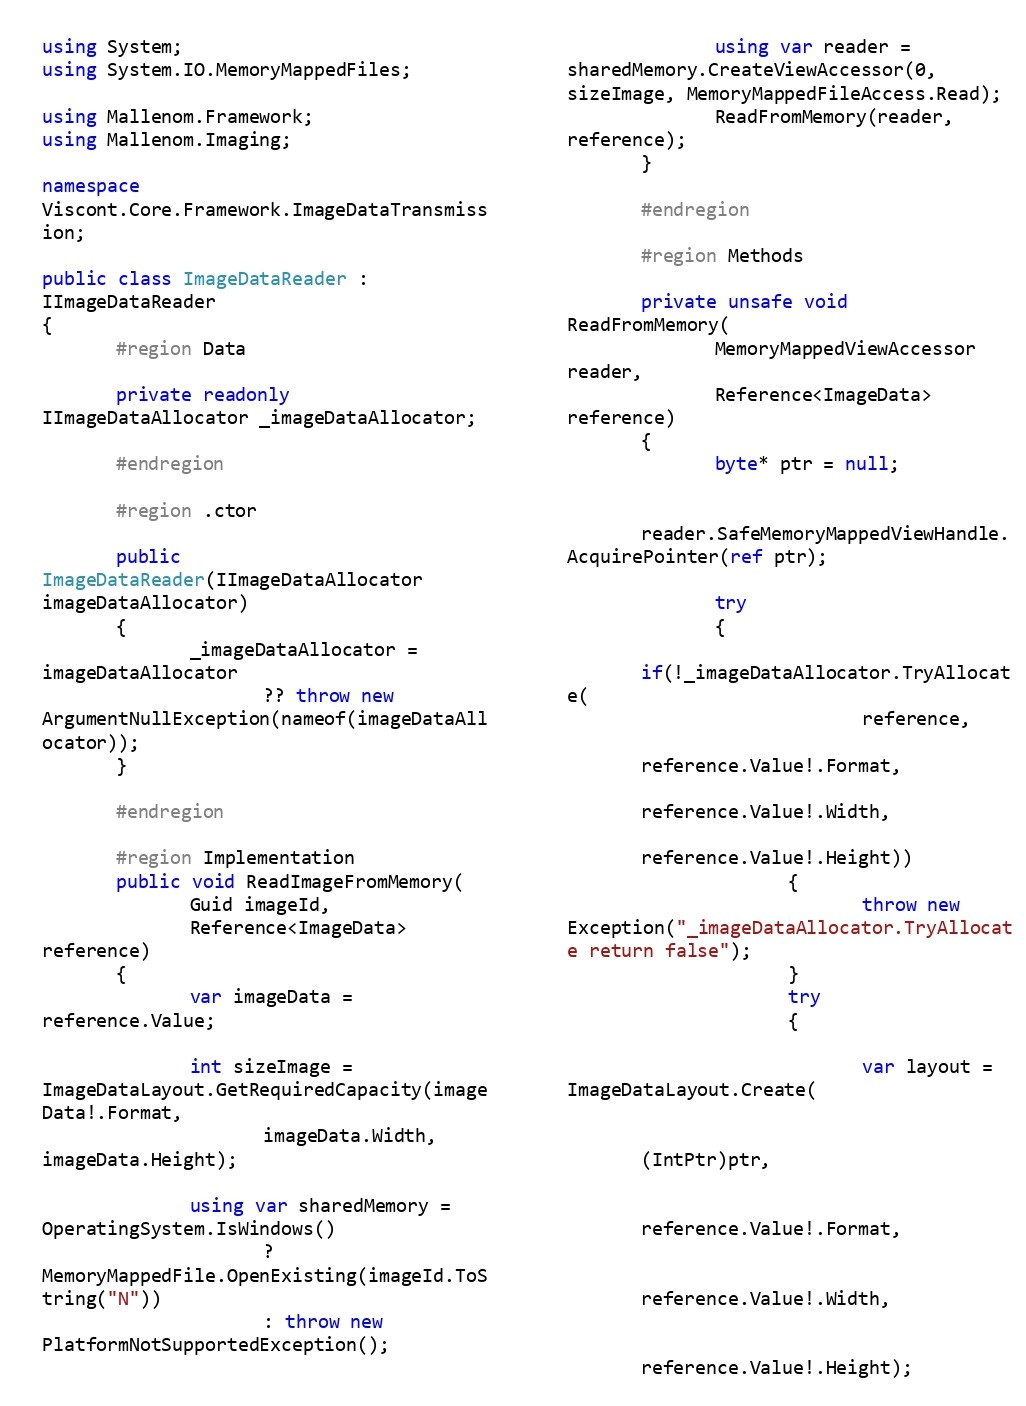 using System;
using System.IO.MemoryMappedFiles;
using Mallenom.Framework;
using Mallenom.Imaging;
namespace
Viscont.Core.Framework.ImageDataTransmiss
ion;
public class ImageDataReader :
IImageDataReader
{
#region Data
private readonly
IImageDataAllocator _imageDataAllocator;
#endregion
#region .ctor
public
ImageDataReader(IImageDataAllocator
imageDataAllocator)
{
_imageDataAllocator =
imageDataAllocator
?? throw new
ArgumentNullException(nameof(imageDataAll
ocator));
}
#endregion
#region Implementation
public void ReadImageFromMemory(
Guid imageId,
Reference<ImageData>
reference)
{
var imageData =
reference.Value;
int sizeImage =
ImageDataLayout.GetRequiredCapacity(image
Data!.Format,
imageData.Width,
imageData.Height);
using var sharedMemory =
OperatingSystem.IsWindows()
?
MemoryMappedFile.OpenExisting(imageId.ToS
tring("N"))
: throw new
PlatformNotSupportedException();
using var reader =
sharedMemory.CreateViewAccessor(0,
sizeImage, MemoryMappedFileAccess.Read);
ReadFromMemory(reader,
reference);
}
#endregion
#region Methods
private unsafe void
ReadFromMemory(
MemoryMappedViewAccessor
reader,
Reference<ImageData>
reference)
{
byte* ptr = null;
reader.SafeMemoryMappedViewHandle.
AcquirePointer(ref ptr);
try
{
if(!_imageDataAllocator.TryAllocat
e(
reference,
reference.Value!.Format,
reference.Value!.Width,
reference.Value!.Height))
{
throw new
Exception("_imageDataAllocator.TryAllocat
e return false");
}
try
{
var layout =
ImageDataLayout.Create(
(IntPtr)ptr,
reference.Value!.Format,
reference.Value!.Width,
reference.Value!.Height);